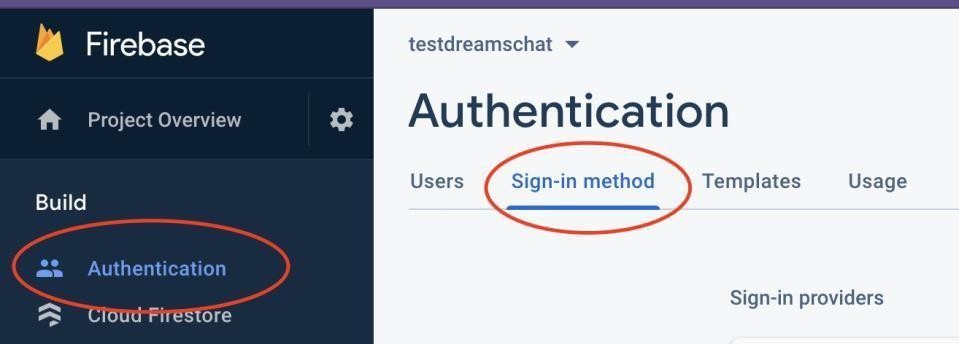 Firebase
Project Overview
Build
Authentication
Cloud Firestore
testdreamschat
Authentication
Users Sign-in method Templates Usage
Sign-in providers